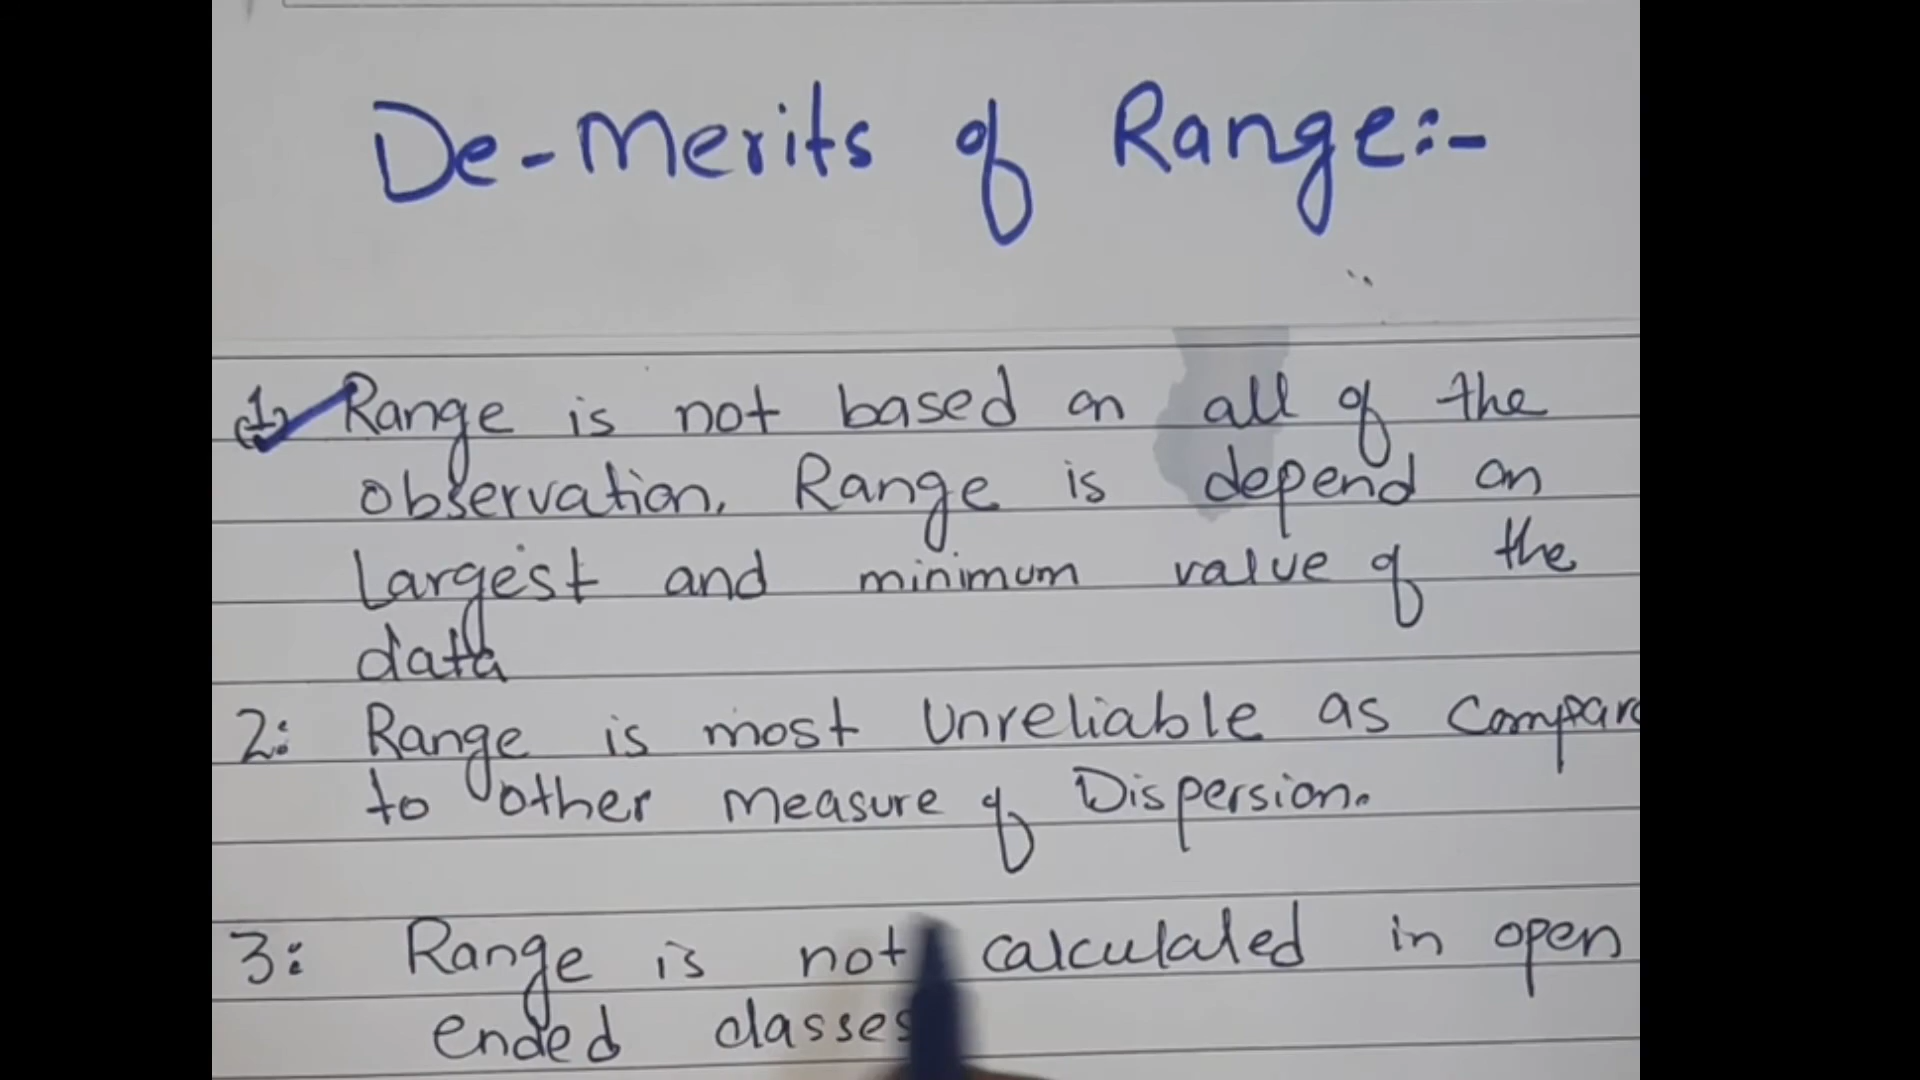 De-Merits of Range:-
(1) Range is not based on all of the
observation. Range is depend on
Largest and minimum value of the
data
2: Range is most Unreliable as Compare
to other Measure of Dispersion.
3: Range is not calculated in open
ended classes